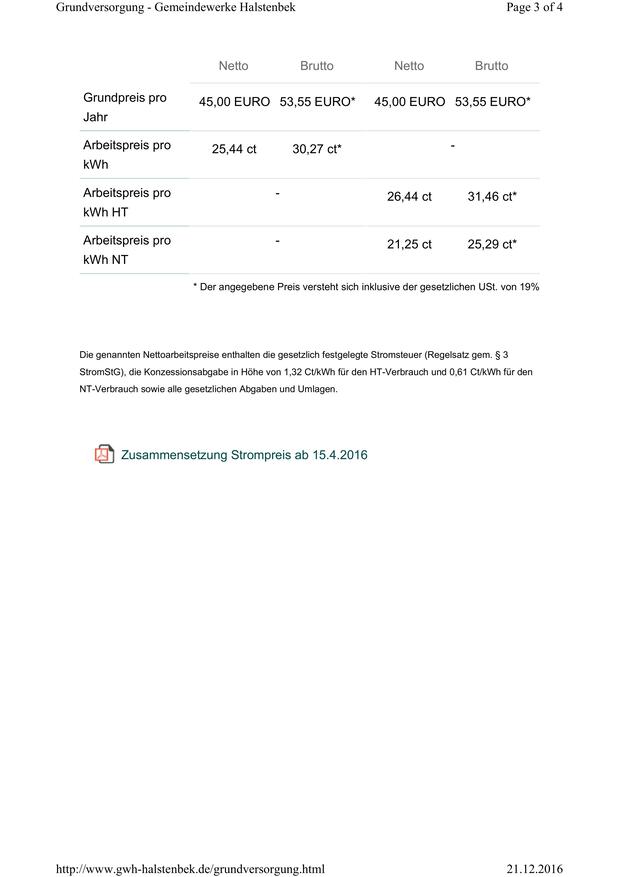 Grundversorgung - Gemeindewerke Halstenbek Page 3 of 4
Netto Brutto Netto Brutto
Grundpreis pro Jahr 45,00 EURO 53,55 EURO* 45,00 EURO 53,55 EURO*
Arbeitspreis pro kWh 25,44 ct 30,27 ct* -
Arbeitspreis pro kWh HT - 26,44 ct 31,46 ct*
Arbeitspreis pro kWh NT - 21,25 ct 25,29 ct*
* Der angegebene Preis versteht sich inklusive der gesetzlichen USt. von 19%
Die genannten Nettoarbeitspreise enthalten die gesetzlich festgelegte Stromsteuer (Regelsatz gem. § 3
StromStG), die Konzessionsabgabe in Höhe von 1,32 Ct/kWh für den HT-Verbrauch und 0,61 Ct/kWh für den
NT-Verbrauch sowie alle gesetzlichen Abgaben und Umlagen.
Zusammensetzung Strompreis ab 15.4.2016
http://www.gwh-halstenbek.de/grundversorgung.html 21.12.2016